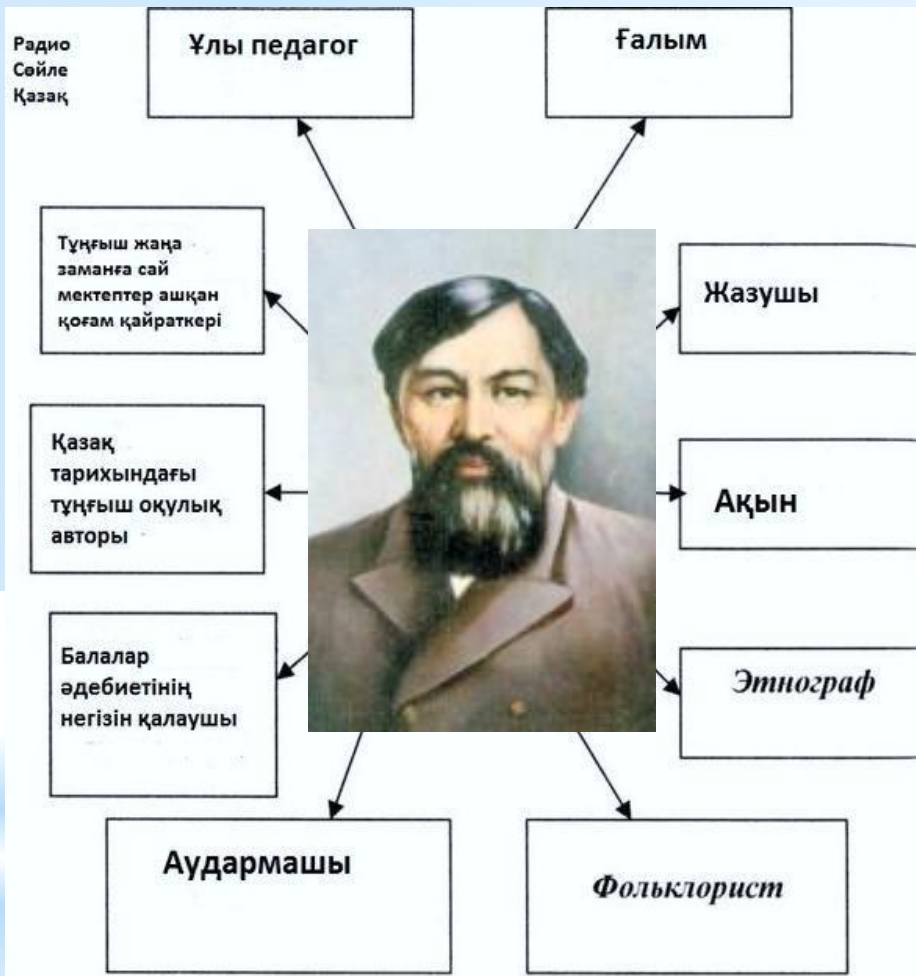 Радио
Сөйле
Қазақ
Ұлы педагог
Ғалым
Тұңғыш жаңа
заманға сай
мектептер ашқан
қоғам қайраткері
Жазушы
Қазақ
тарихындағы
тұңғыш оқулық
авторы
Ақын
Балалар
әдебиетінің
негізін қалаушы
Этнограф
Аудармашы
Фольклорист